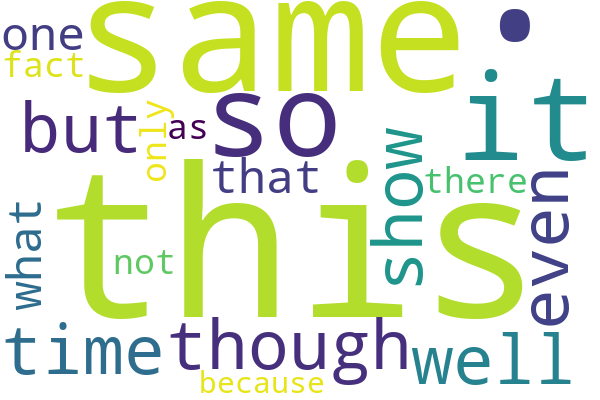 one
same
.
fact
but
so
it
only
as
that
show
there
even
this
what
not
time
though
well
because